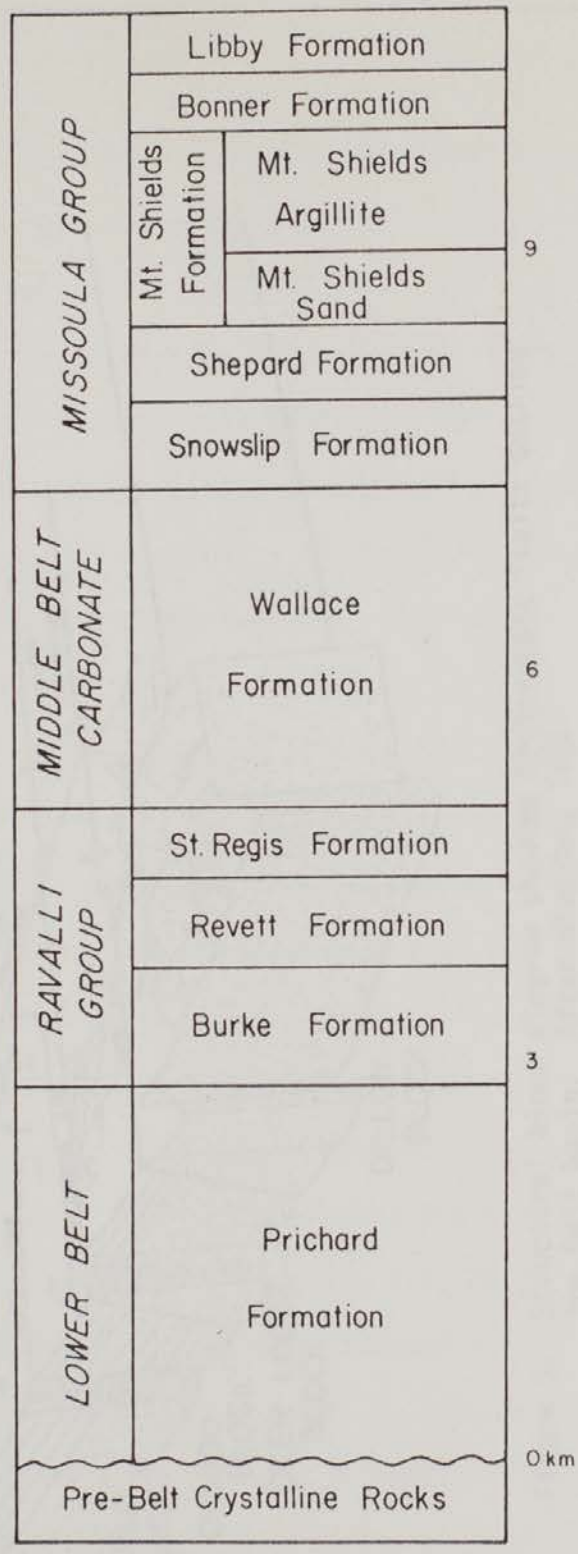 MISSOULA GROUP
Libby Formation
Bonner Formation
Mt. Shields
Formation
Mt. Shields
Argillite
Mt. Shields
Sand
Shepard Formation
Snowslip Formation
9
MIDDLE BELT
CARBONATE
Wallace
Formation
6
RAVALLI
GROUP
St. Regis Formation
Revett Formation
Burke Formation
3
LOWER BELT
Prichard
Formation
0 km
Pre-Belt Crystalline Rocks